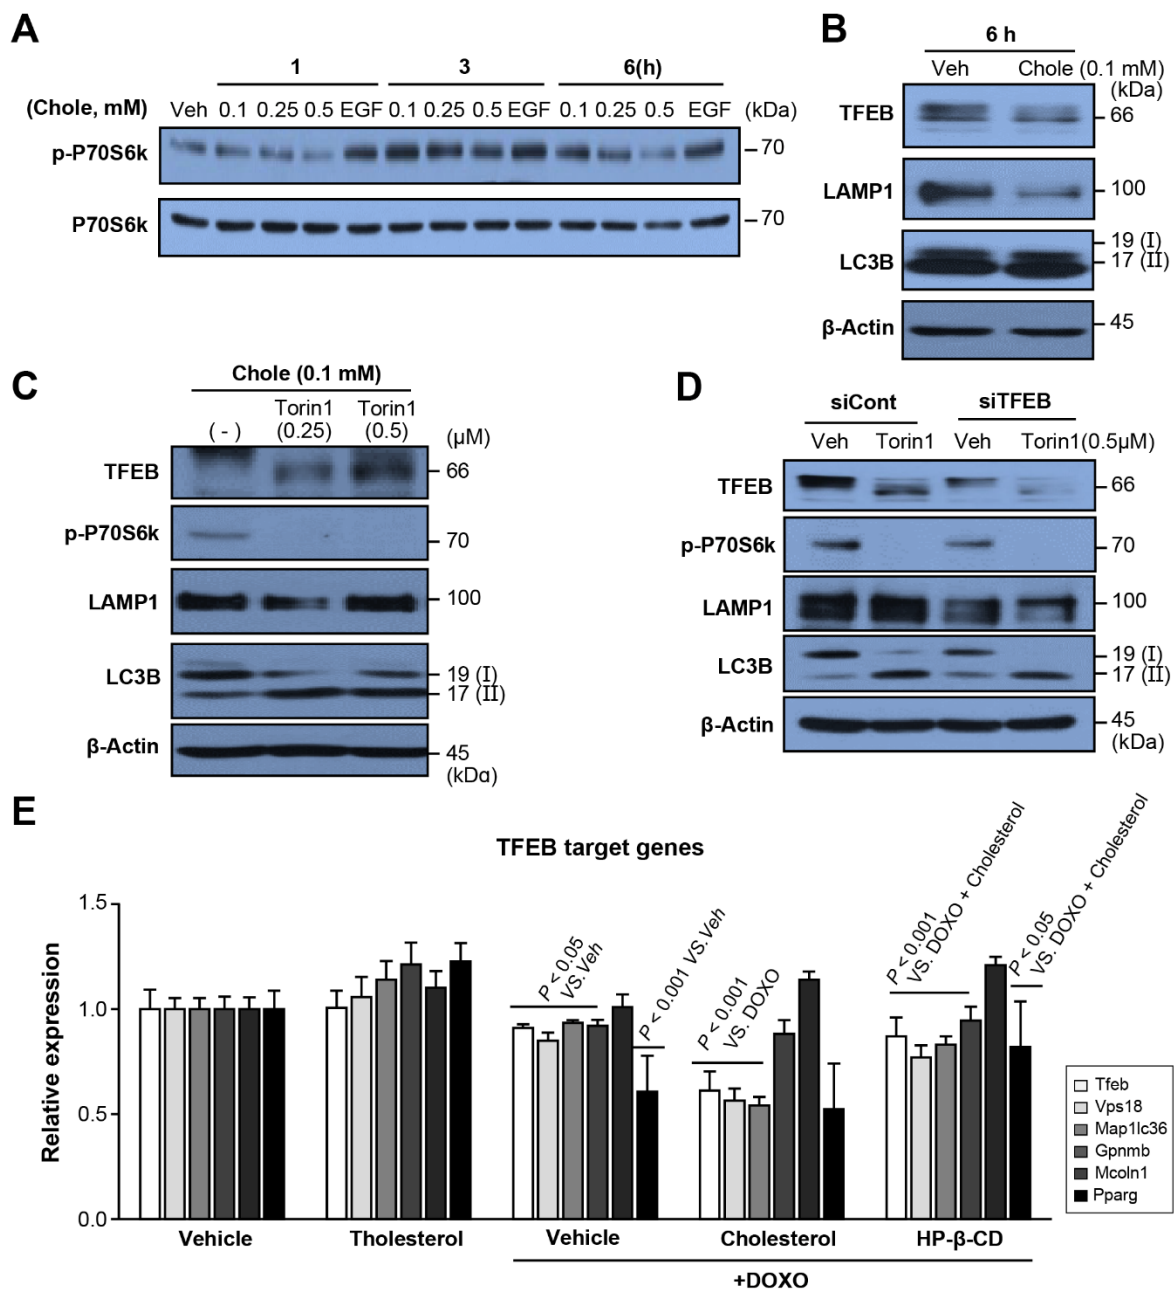 A
1 3 6(h)
(Chole, mM) Veh 0.1 0.25 0.5 EGF 0.1 0.25 0.5 EGF 0.1 0.25 0.5 EGF (kDa)
p-P70S6k 70
P70S6k 70
B
6 h
Veh Chole (0.1 mM)
(kDa)
TFEB 66
LAMP1 100
LC3B 19 (I)
17 (II)
β-Actin 45
C
Chole (0.1 mM)
(-) Torin1 (0.25) Torin1 (0.5) (μM)
TFEB 66
p-P70S6k 70
LAMP1 100
LC3B 19 (I)
17 (II)
β-Actin 45
(kDa)
D
siCont siTFEB
Veh Torin1 Veh Torin1(0.5μM)
TFEB 66
p-P70S6k 70
LAMP1 100
LC3B 19 (I)
17 (II)
β-Actin 45
(kDa)
E
TFEB target genes
Relative expression
1.5
1.0
0.5
0.0
P < 0.05
VS.Veh
P < 0.001 VS.Veh
P < 0.001
VS. DOXO
P < 0.001
VS. DOXO + Cholesterol
P < 0.05
VS. DOXO + Cholesterol
Vehicle Tholesterol Vehicle Cholesterol HP-β-CD
+DOXO
Tfeb
Vps18
Map1lc36
Gpnmb
Mcoln1
Pparg